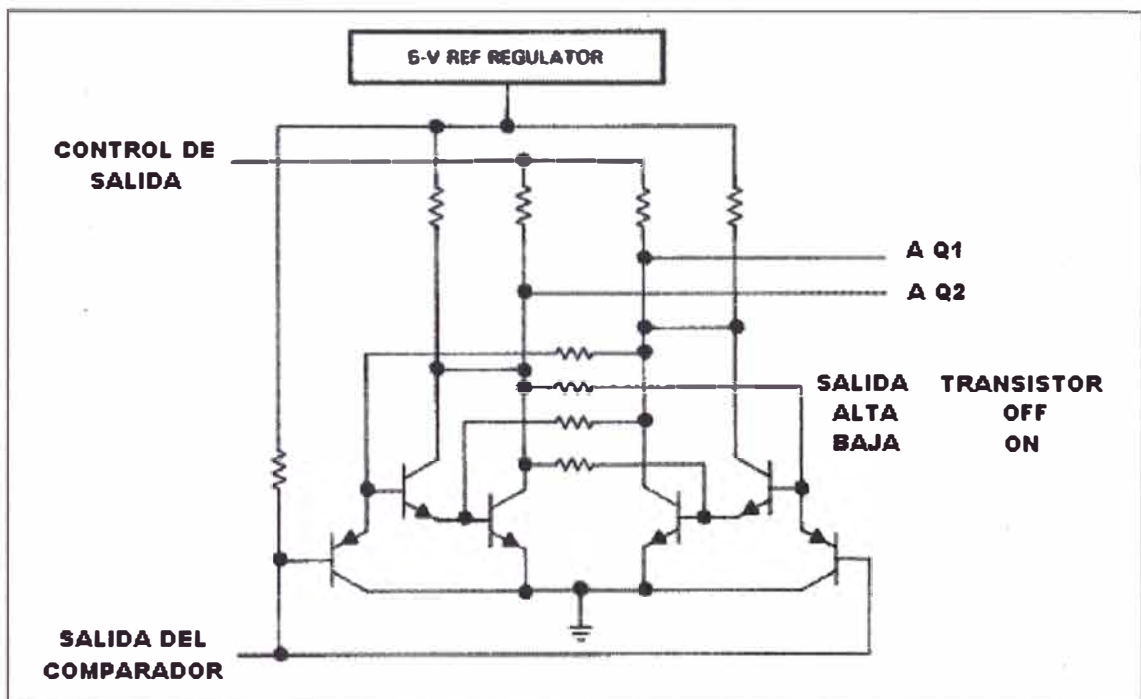 5-V REF REGULATOR
CONTROL DE
SALIDA
A Q1
A Q2
SALIDA TRANSISTOR
ALTA OFF
BAJA ON
SALIDA DEL
COMPARADOR